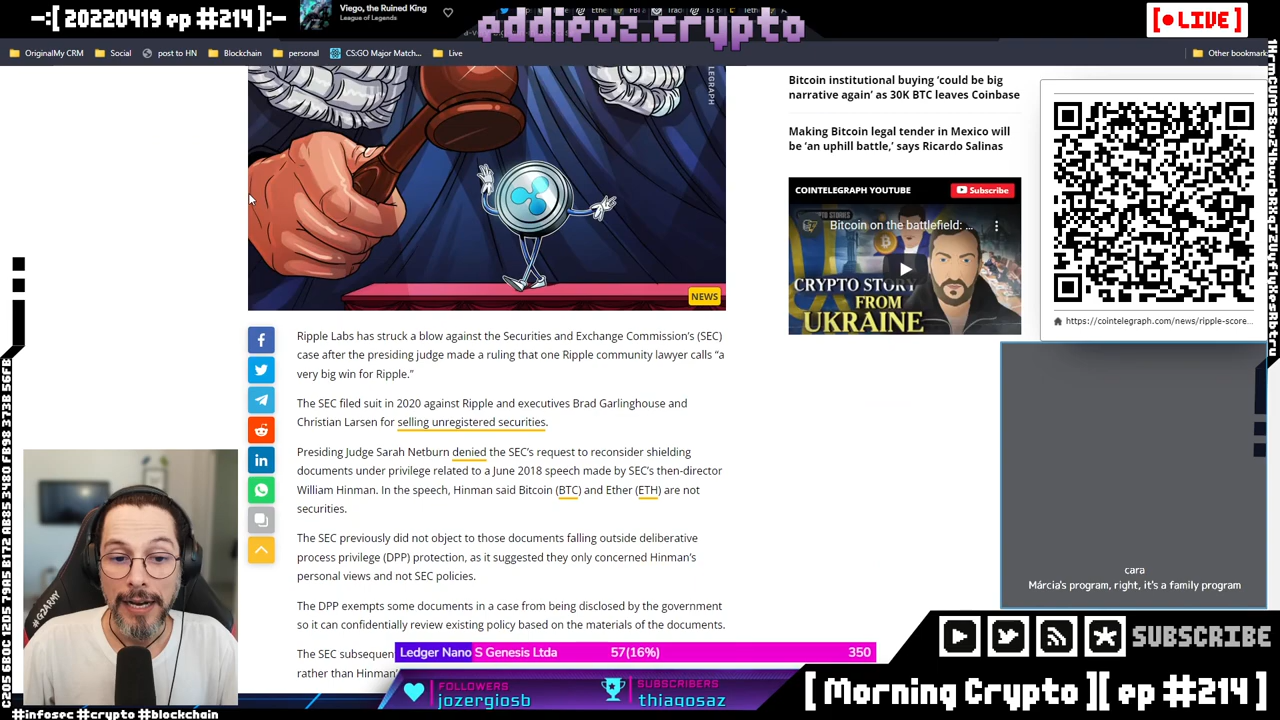 -:[ 20220419 ep #214 ]:-
Viego, the Ruined King
League of Legends
eddieoz.crypto
[ • LIVE ]
OriginalMy CRM
Social
post to HN
Blockchain
personal
CS:GO Major Match...
Live
Other bookmark
LEGRAPH
Bitcoin institutional buying ‘could be big
narrative again’ as 30K BTC leaves Coinbase
Making Bitcoin legal tender in Mexico will
be ‘an uphill battle,’ says Ricardo Salinas
COINTELEGRAPH YOUTUBE
Subscribe
Bitcoin on the battlefield: ...
CRYPTO STORY
FROM
UKRAINE
https://cointelegraph.com/news/ripple-score...
NEWS
Ripple Labs has struck a blow against the Securities and Exchange Commission’s (SEC)
case after the presiding judge made a ruling that one Ripple community lawyer calls “a
very big win for Ripple.”
The SEC filed suit in 2020 against Ripple and executives Brad Garlinghouse and
Christian Larsen for selling unregistered securities.
Presiding Judge Sarah Netburn denied the SEC’s request to reconsider shielding
documents under privilege related to a June 2018 speech made by SEC’s then-director
William Hinman. In the speech, Hinman said Bitcoin (BTC) and Ether (ETH) are not
securities.
The SEC previously did not object to those documents falling outside deliberative
process privilege (DPP) protection, as it suggested they only concerned Hinman’s
personal views and not SEC policies.
The DPP exempts some documents in a case from being disclosed by the government
so it can confidentially review existing policy based on the materials of the documents.
The SEC subsequen
rather than Hinman’
cara
Márcia's program, right, it's a family program
Ledger Nano S Genesis Ltda 57(16%) 350
FOLLOWERS
jozergiosb
SUBSCRIBERS
thiagosaz
SUBSCRIBE
[ Morning Crypto ][ ep #214 ]
#infosec #crypto #blockchain